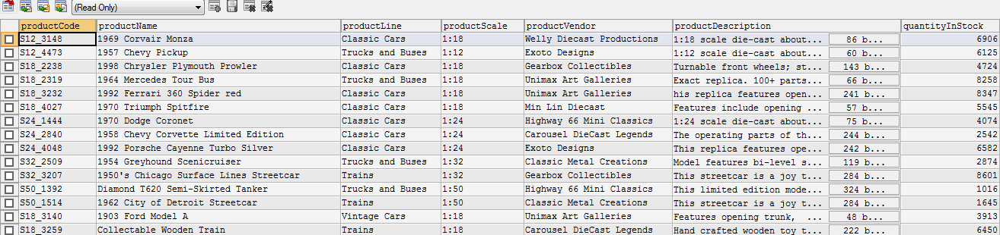 (Read Only)
productCode productName productLine productScale productVendor productDescription quantityInStock
S12_3148 1969 Corvair Monza Classic Cars 1:18 Welly Diecast Productions 1:18 scale die-cast about... 86 b... 6906
S12_4473 1957 Chevy Pickup Trucks and Buses 1:12 Exoto Designs 1:12 scale die-cast about... 60 b... 6125
S18_2238 1998 Chrysler Plymouth Prowler Classic Cars 1:18 Gearbox Collectibles Turnable front wheels; st... 143 b... 4724
S18_2319 1964 Mercedes Tour Bus Trucks and Buses 1:18 Unimax Art Galleries Exact replica. 100+ parts... 66 b... 8258
S18_3232 1992 Ferrari 360 Spider red Classic Cars 1:18 Unimax Art Galleries his replica features open... 241 b... 8347
S18_4027 1970 Triumph Spitfire Classic Cars 1:18 Min Lin Diecast Features include opening ... 57 b... 5545
S24_1444 1970 Dodge Coronet Classic Cars 1:24 Highway 66 Mini Classics 1:24 scale die-cast about... 75 b... 4074
S24_2840 1958 Chevy Corvette Limited Edition Classic Cars 1:24 Carousel DieCast Legends The operating parts of th... 244 b... 2542
S24_4048 1992 Porsche Cayenne Turbo Silver Classic Cars 1:24 Exoto Designs This replica features ope... 242 b... 6582
S32_2509 1954 Greyhound Scenicruiser Trucks and Buses 1:32 Classic Metal Creations Model features bi-level s... 119 b... 2874
S32_3207 1950's Chicago Surface Lines Streetcar Trains 1:32 Gearbox Collectibles This streetcar is a joy t... 284 b... 8601
S50_1392 Diamond T620 Semi-Skirted Tanker Trucks and Buses 1:50 Highway 66 Mini Classics This limited edition mode... 324 b... 1016
S50_1514 1962 City of Detroit Streetcar Trains 1:50 Classic Metal Creations This streetcar is a joy t... 284 b... 1645
S18_3140 1903 Ford Model A Vintage Cars 1:18 Unimax Art Galleries Features opening trunk, ... 48 b... 3913
S18_3259 Collectable Wooden Train Trains 1:18 Carousel DieCast Legends Hand crafted wooden toy t... 222 b... 6450